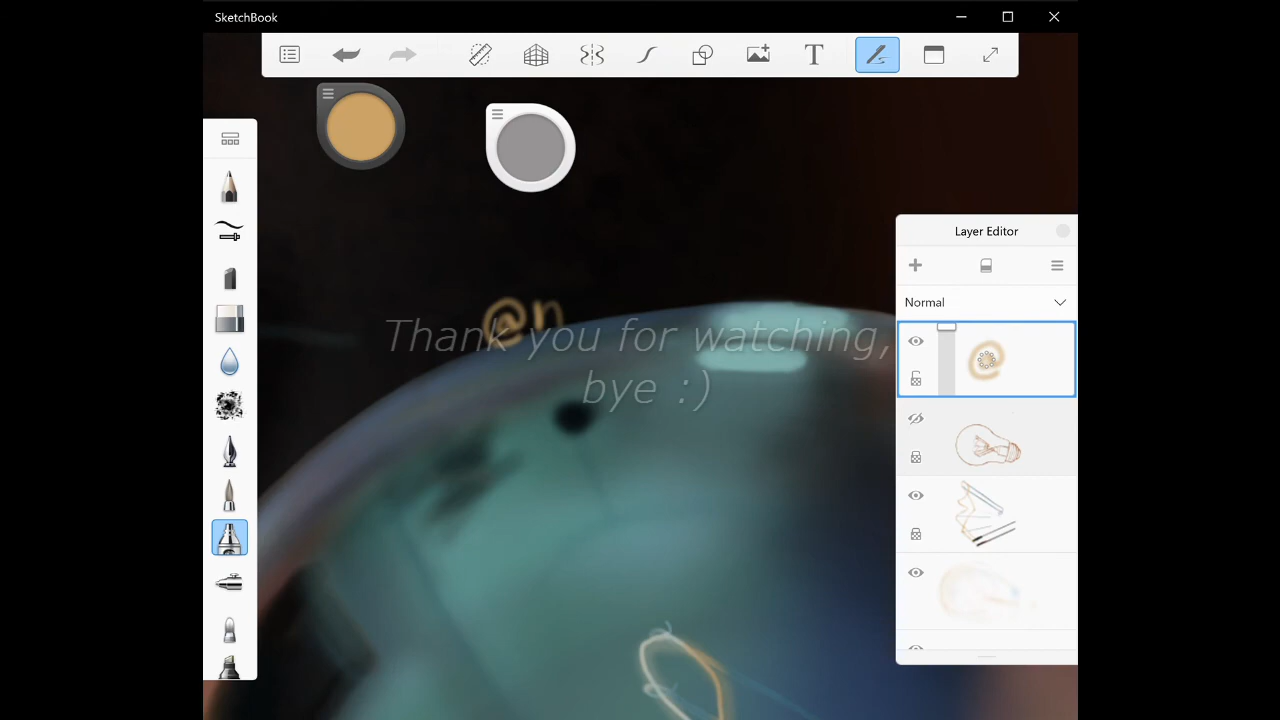 SketchBook
T
Layer Editor
Normal
@n
Thank you for watching,
bye :)